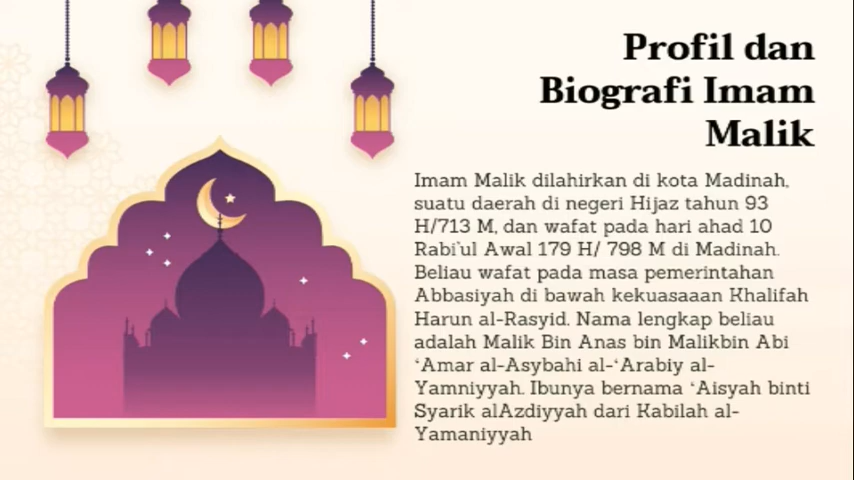 Profil dan
Biografi Imam
Malik
Imam Malik dilahirkan di kota Madinah,
suatu daerah di negeri Hijaz tahun 93
H/713 M, dan wafat pada hari ahad 10
Rabi'ul Awal 179 H/ 798 M di Madinah.
Beliau wafat pada masa pemerintahan
Abbasiyah di bawah kekuasaaan Khalifah
Harun al-Rasyid. Nama lengkap beliau
adalah Malik Bin Anas bin Malikbin Abi
‘Amar al-Asybahi al-‘Arabiy al-
Yamniyyah. Ibunya bernama ‘Aisyah binti
Syarik alAzdiyyah dari Kabilah al-
Yamaniyyah